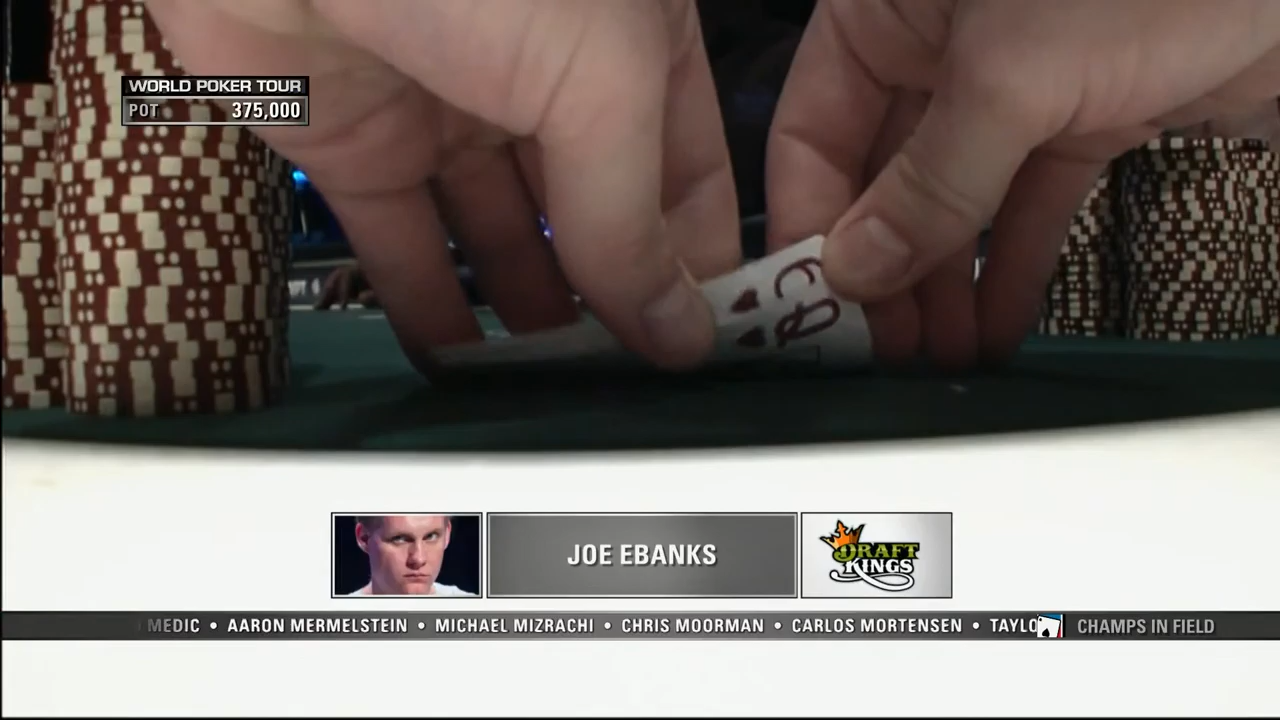 WORLD POKER TOUR
POT 375,000
Q
JOE EBANKS
DRAFT KINGS
MEDIC • AARON MERMELSTEIN • MICHAEL MIZRACHI • CHRIS MOORMAN • CARLOS MORTENSEN • TAYLO
CHAMPS IN FIELD